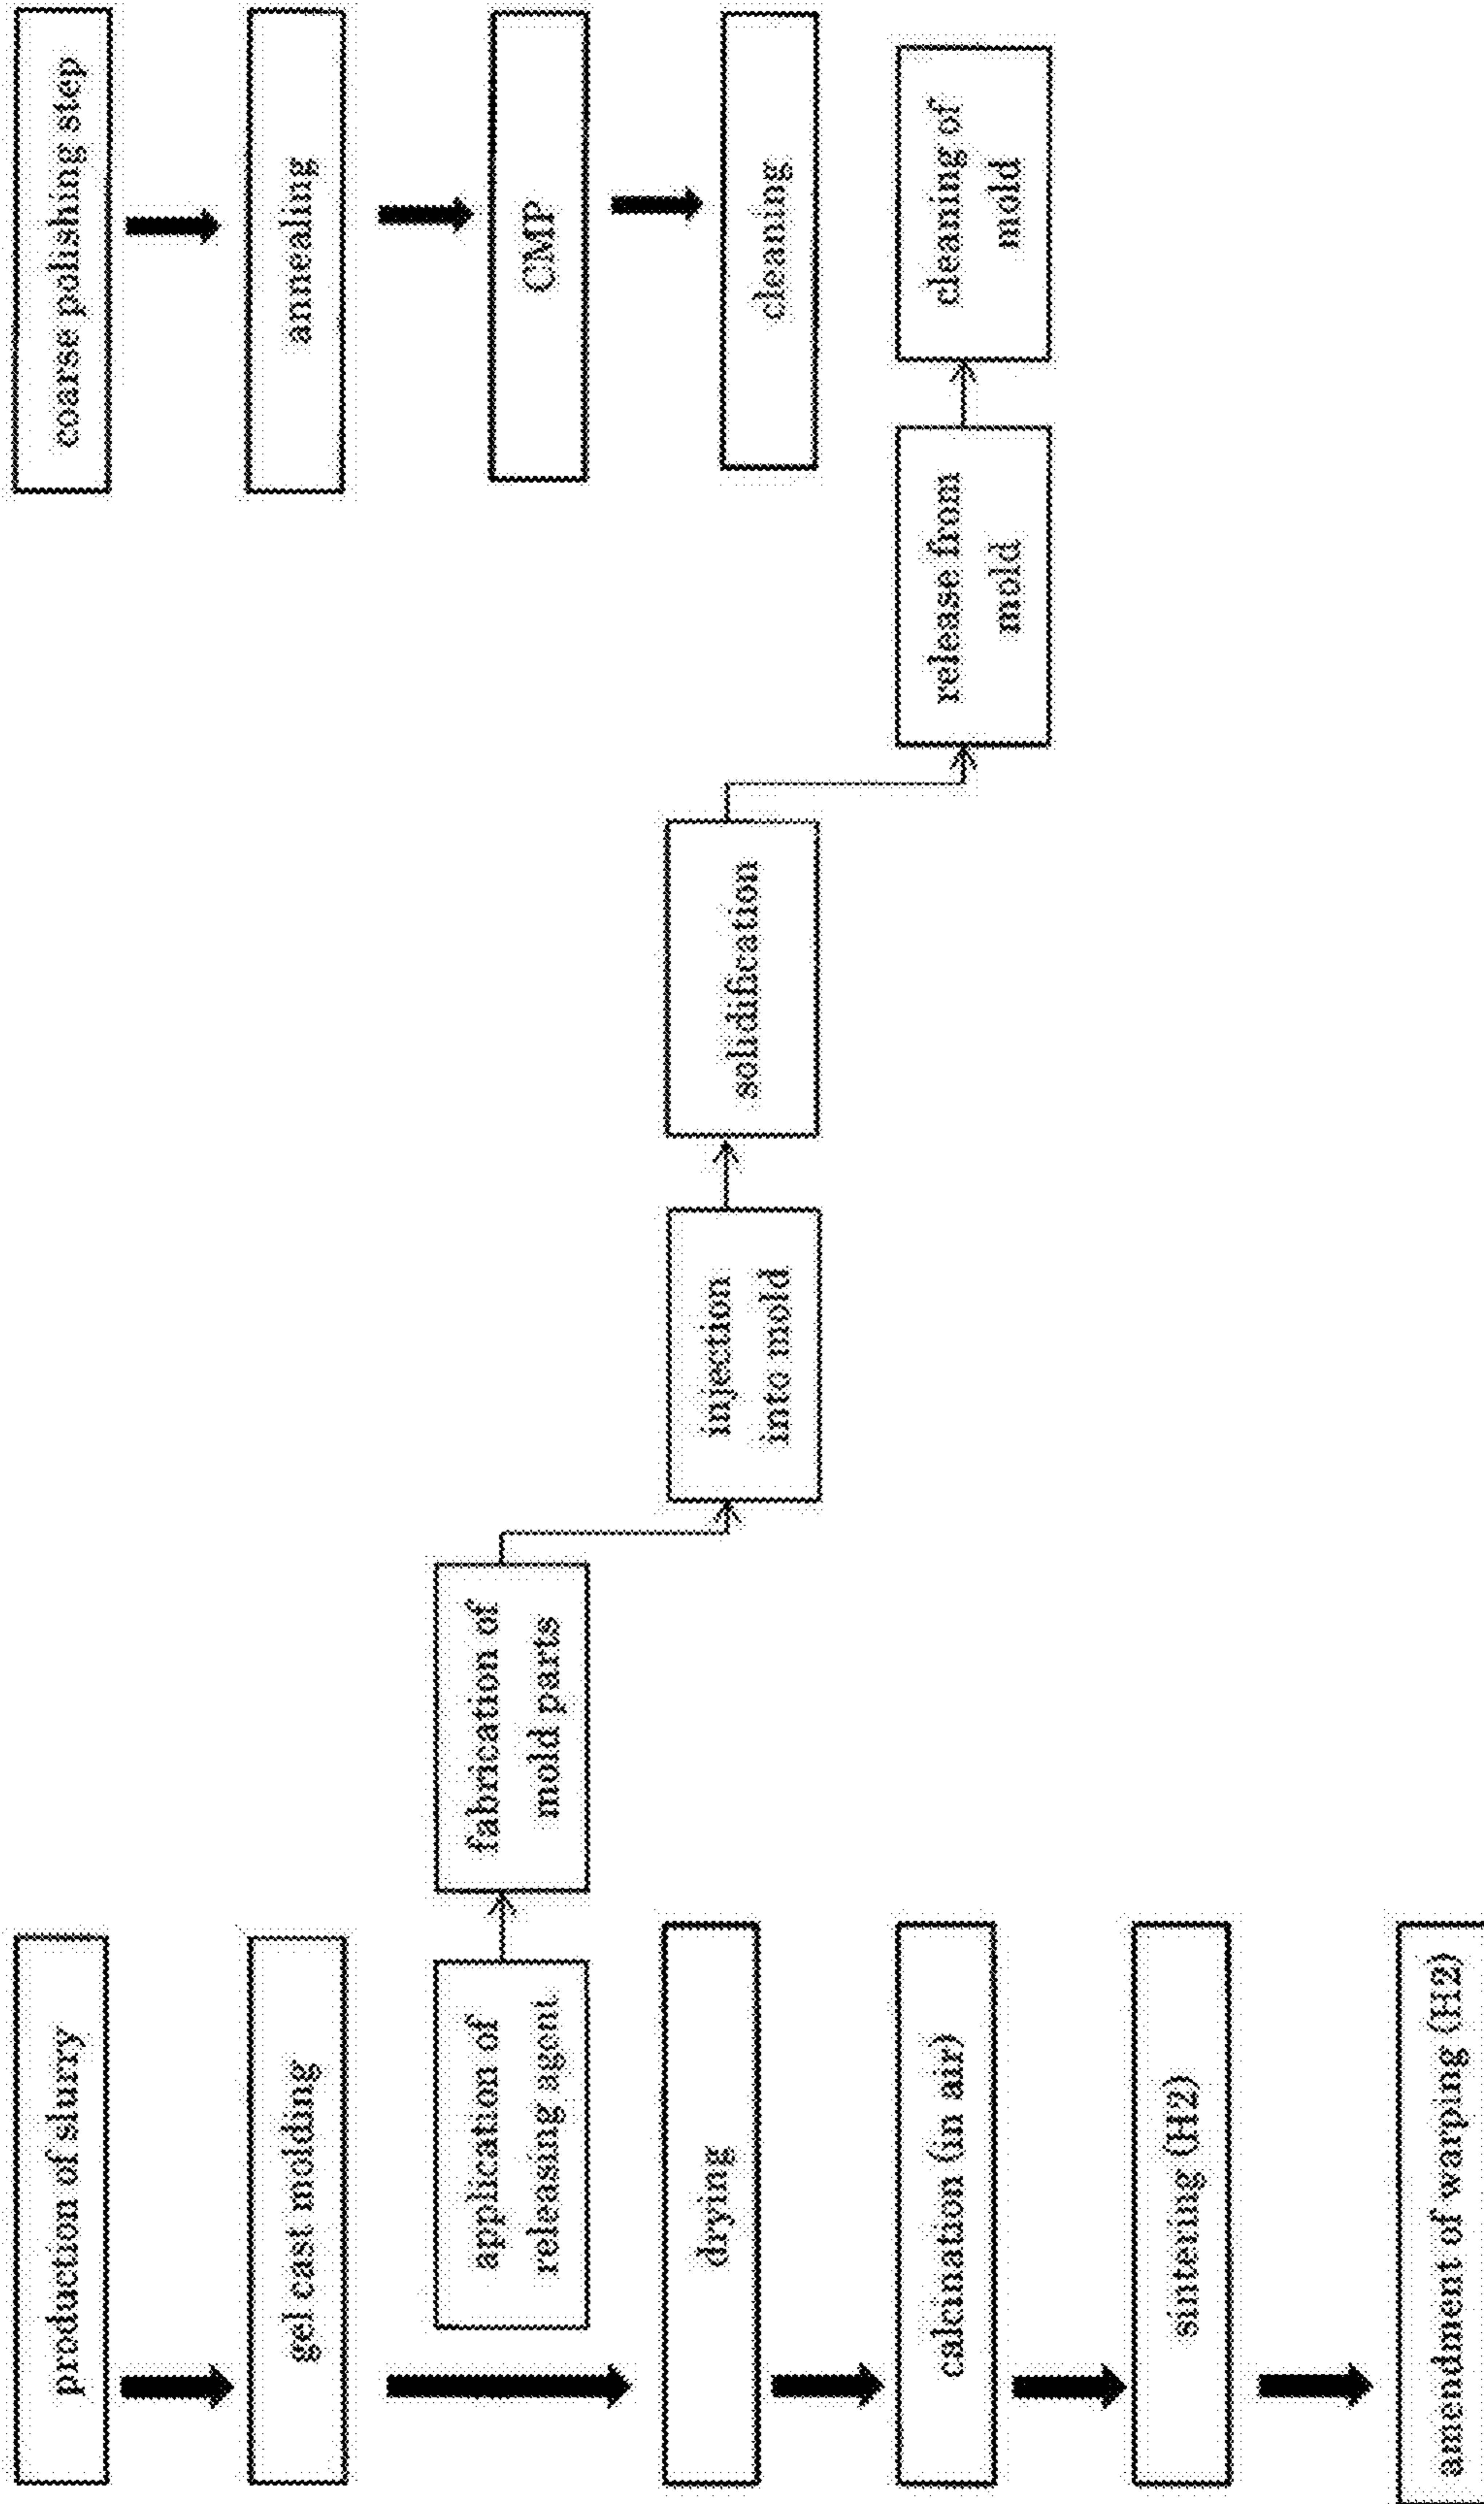 production of slurry
gel cast molding
application of
releasing agent
fabrication of
mold parts
injection
into mold
solidification
release from
mold
cleaning of
mold
drying
calcination (in air)
sintening (H2)
amendment of warping (H2)
coarse polishing step
annealing
CMP
cleaning